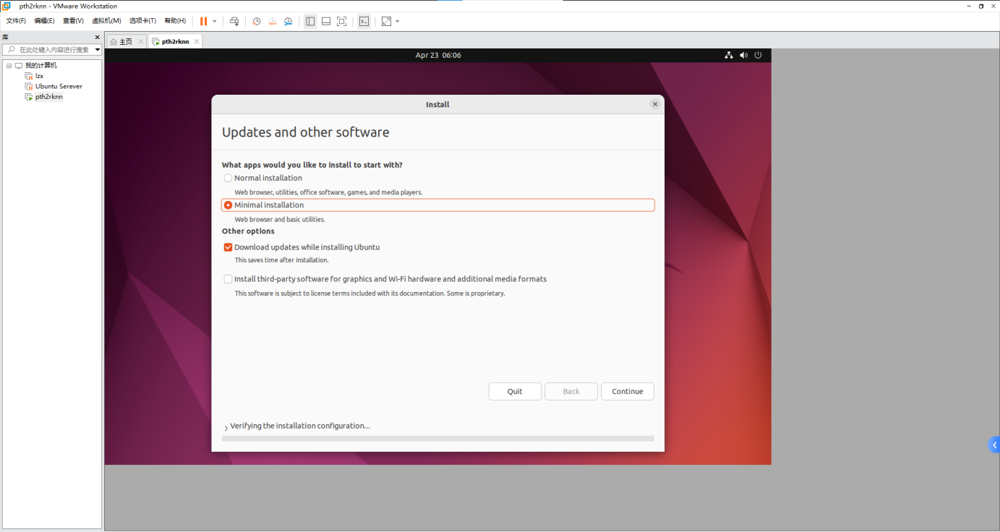 pth2rknn - VMware Workstation
文件(F) 编辑(E) 查看(V) 虚拟机(M) 选项卡(T) 帮助(H)
库
在此处键入内容进行搜索
主页
pth2rknn
我的计算机
lzx
Ubuntu Serever
pth2rknn
Apr 23 06:06
Install
Updates and other software
What apps would you like to install to start with?
Normal installation
Web browser, utilities, office software, games, and media players.
Minimal installation
Web browser and basic utilities.
Other options
Download updates while installing Ubuntu
This saves time after installation.
Install third-party software for graphics and Wi-Fi hardware and additional media formats
This software is subject to license terms included with its documentation. Some is proprietary.
Quit Back Continue
Verifying the installation configuration...